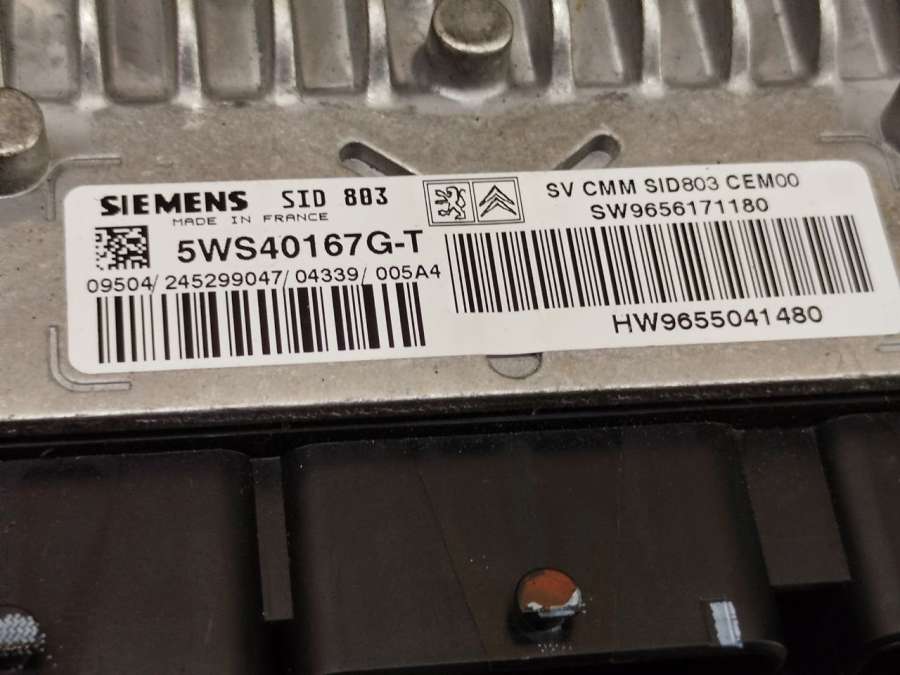 SIEMENS SID 803
MADE IN FRANCE
5WS40167G-T
09504/245299047/04339/005A4
SV CMM SID803 CEM00
SW9656171180
HW9655041480